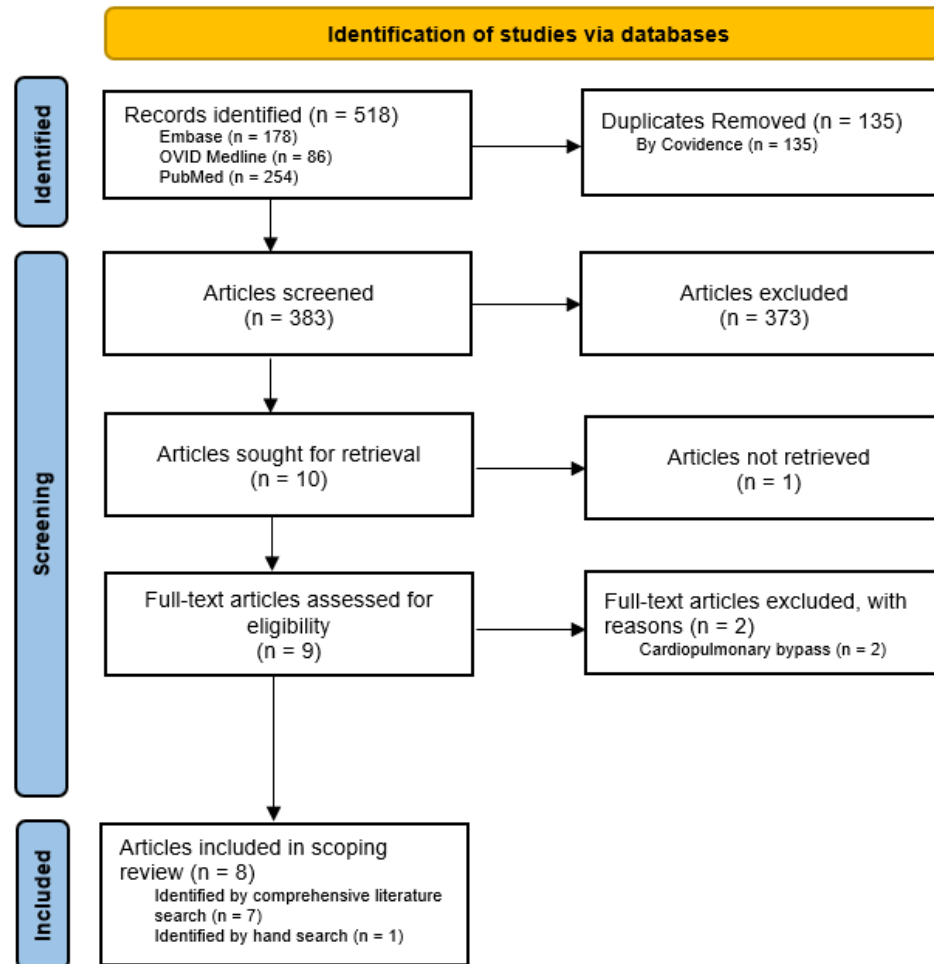 Identification of studies via databases
Identified
Records identified (n = 518)
Embase (n = 178)
OVID Medline (n = 86)
PubMed (n = 254)
Duplicates Removed (n = 135)
By Covidence (n = 135)
Screening
Articles screened
(n = 383)
Articles excluded
(n = 373)
Articles sought for retrieval
(n = 10)
Articles not retrieved
(n = 1)
Full-text articles assessed for
eligibility
(n = 9)
Full-text articles excluded, with
reasons (n = 2)
Cardiopulmonary bypass (n = 2)
Included
Articles included in scoping
review (n = 8)
Identified by comprehensive literature
search (n = 7)
Identified by hand search (n = 1)